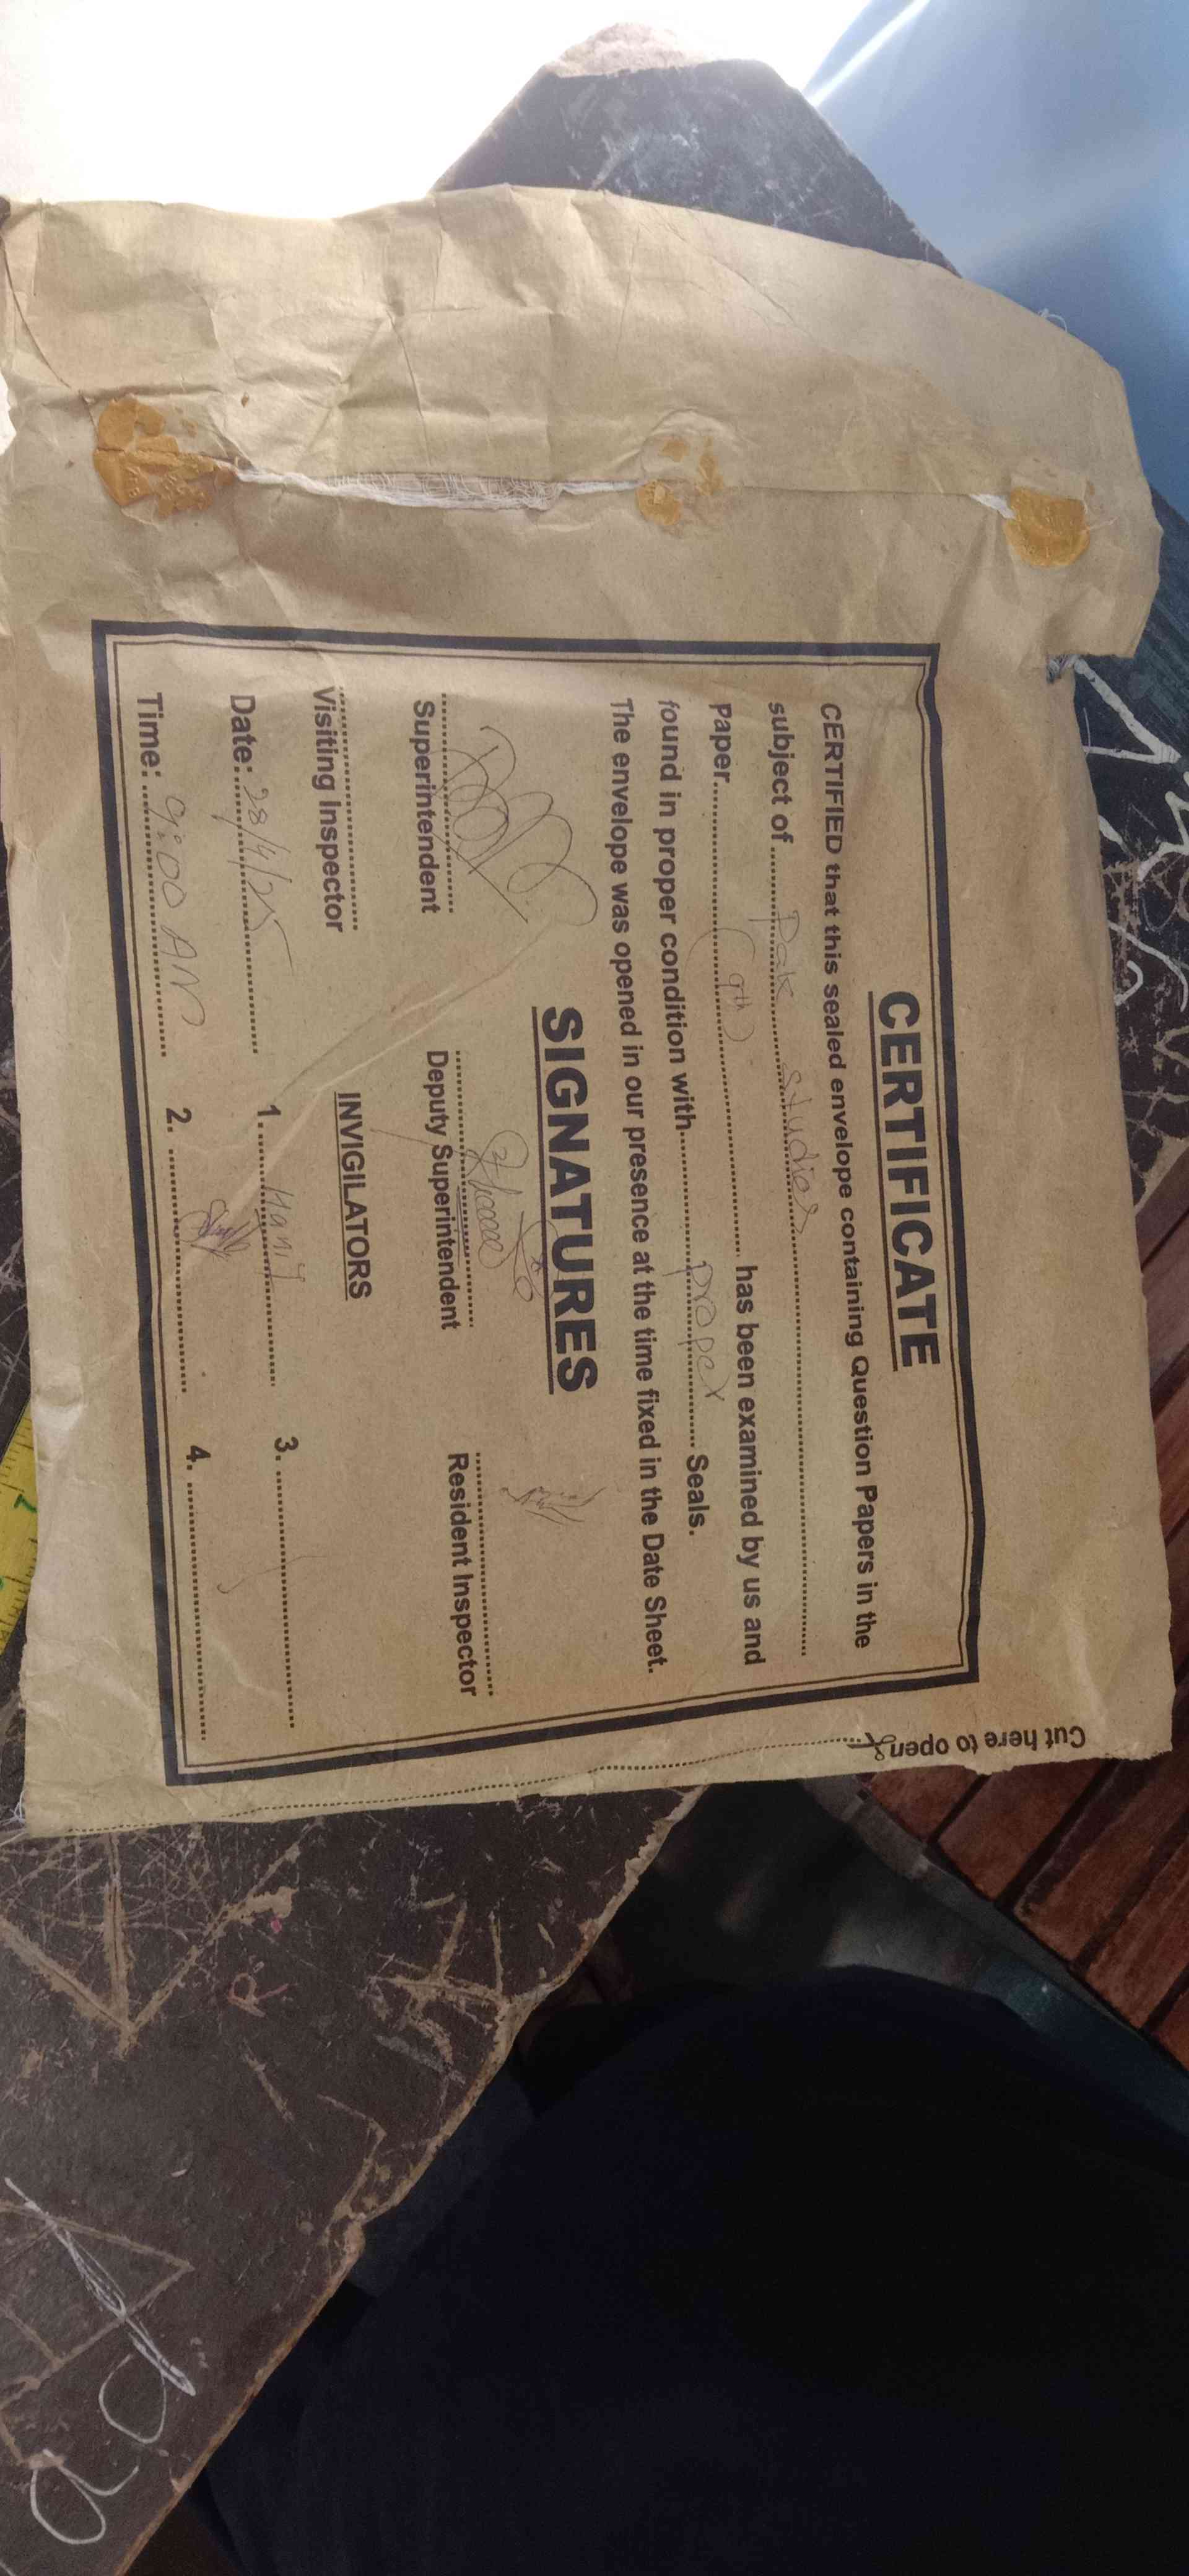 CERTIFICATE
CERTIFIED that this sealed envelope containing Question Papers in the
subject of ...... Pak Studies ......
Paper ...... (9th) ...... has been examined by us and
found in proper condition with ...... proper ...... Seals.
The envelope was opened in our presence at the time fixed in the Date Sheet.
SIGNATURES
Superintendent Deputy Superintendent Resident Inspector
Visiting Inspector
INVIGILATORS
Date: 28/4/25 1. ...... 3. ......
Time: 9:00 AM 2. ...... 4. ......
Cut here to open